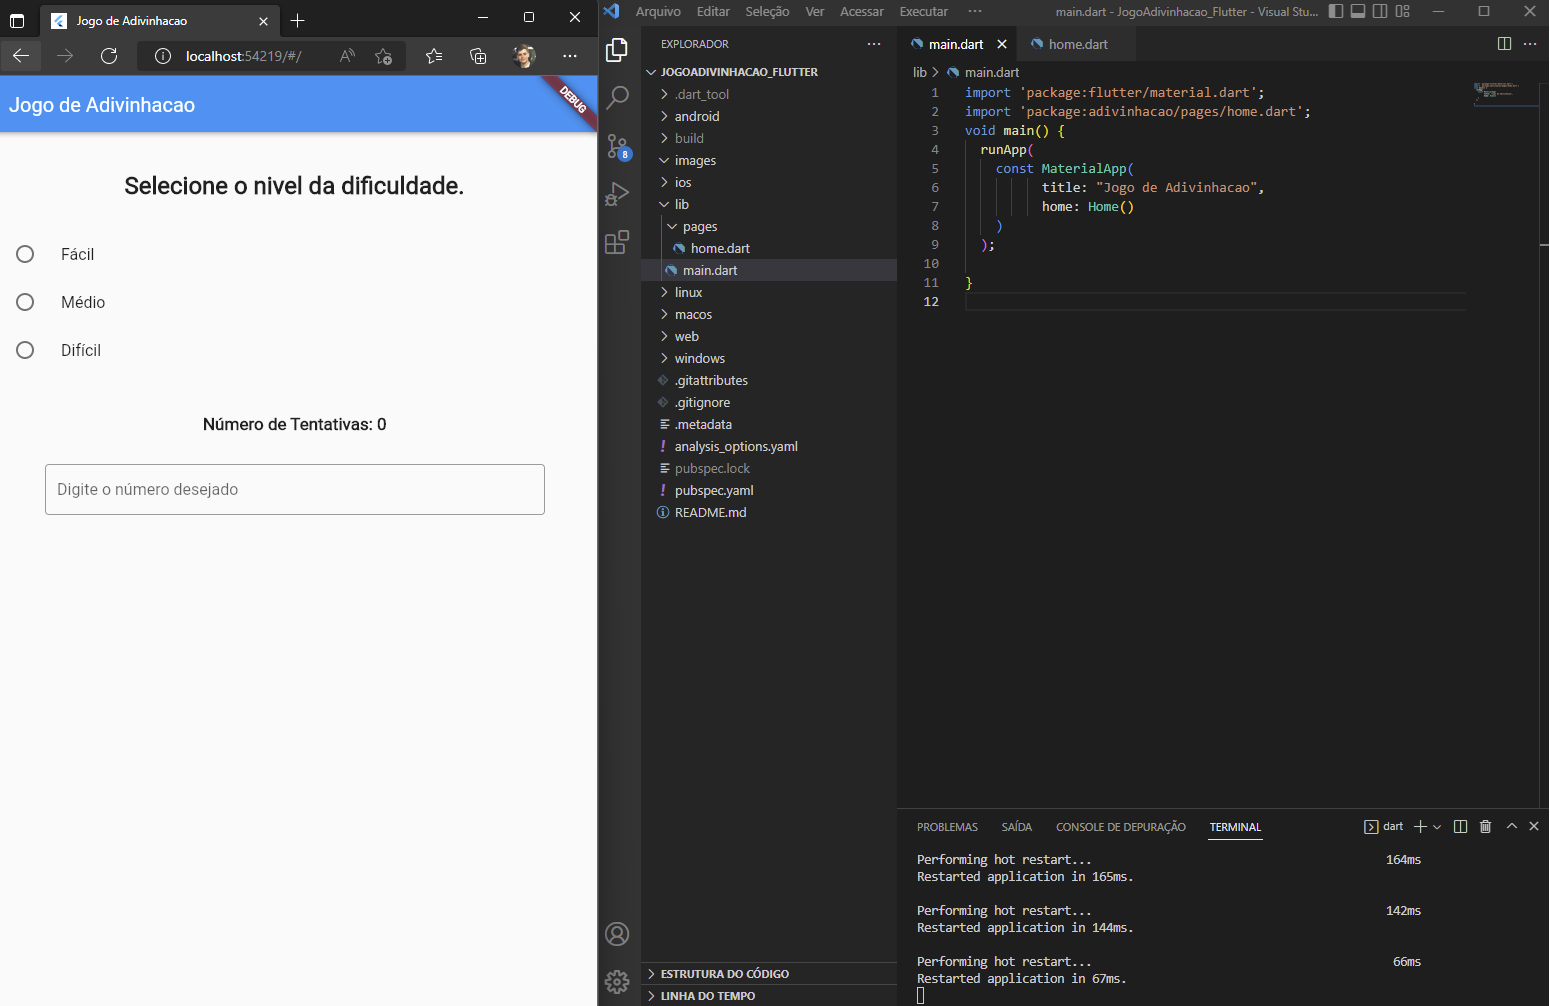 Jogo de Adivinhacao
localhost:54219/#/
Jogo de Adivinhacao
DEBUG
Selecione o nivel da dificuldade.
Fácil
Médio
Difícil
Número de Tentativas: 0
Digite o número desejado
Arquivo Editar Seleção Ver Acessar Executar ... main.dart - JogoAdivinhacao_Flutter - Visual Stu...
8
EXPLORADOR
JOGOADIVINHACAO_FLUTTER
.dart_tool
android
build
images
ios
lib
pages
home.dart
main.dart
linux
macos
web
windows
.gitattributes
.gitignore
.metadata
! analysis_options.yaml
pubspec.lock
! pubspec.yaml
README.md
ESTRUTURA DO CÓDIGO
LINHA DO TEMPO
main.dart home.dart
lib > main.dart
1 import 'package:flutter/material.dart';
2 import 'package:adivinhacao/pages/home.dart';
3 void main() {
4 runApp(
5 const MaterialApp(
6 title: "Jogo de Adivinhacao",
7 home: Home()
8 )
9 );
10
11 }
12
PROBLEMAS SAÍDA CONSOLE DE DEPURAÇÃO TERMINAL dart
Performing hot restart... 164ms
Restarted application in 165ms.
Performing hot restart... 142ms
Restarted application in 144ms.
Performing hot restart... 66ms
Restarted application in 67ms.